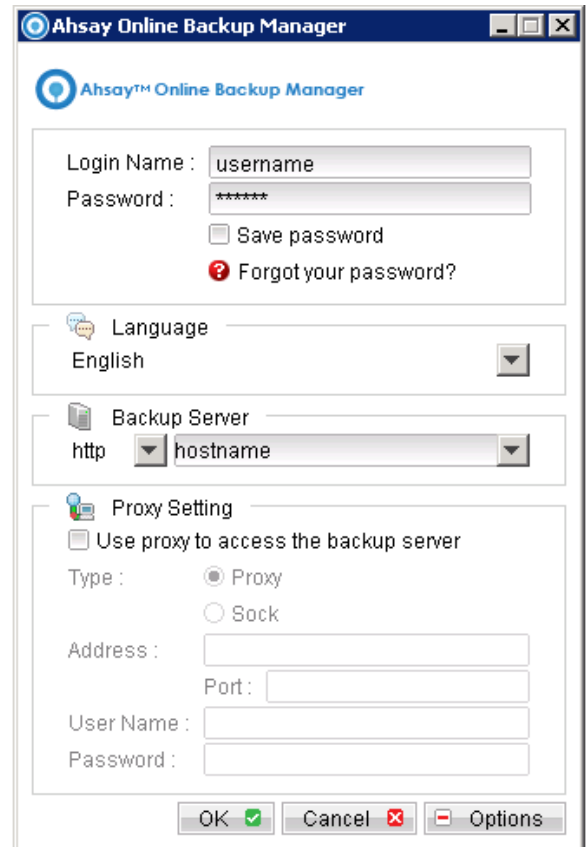 Ahsay Online Backup Manager
Ahsay™ Online Backup Manager
Login Name : username
Password : ******
Save password
Forgot your password?
Language
English
Backup Server
http hostname
Proxy Setting
Use proxy to access the backup server
Type : Proxy
Sock
Address :
Port :
User Name :
Password :
OK Cancel Options